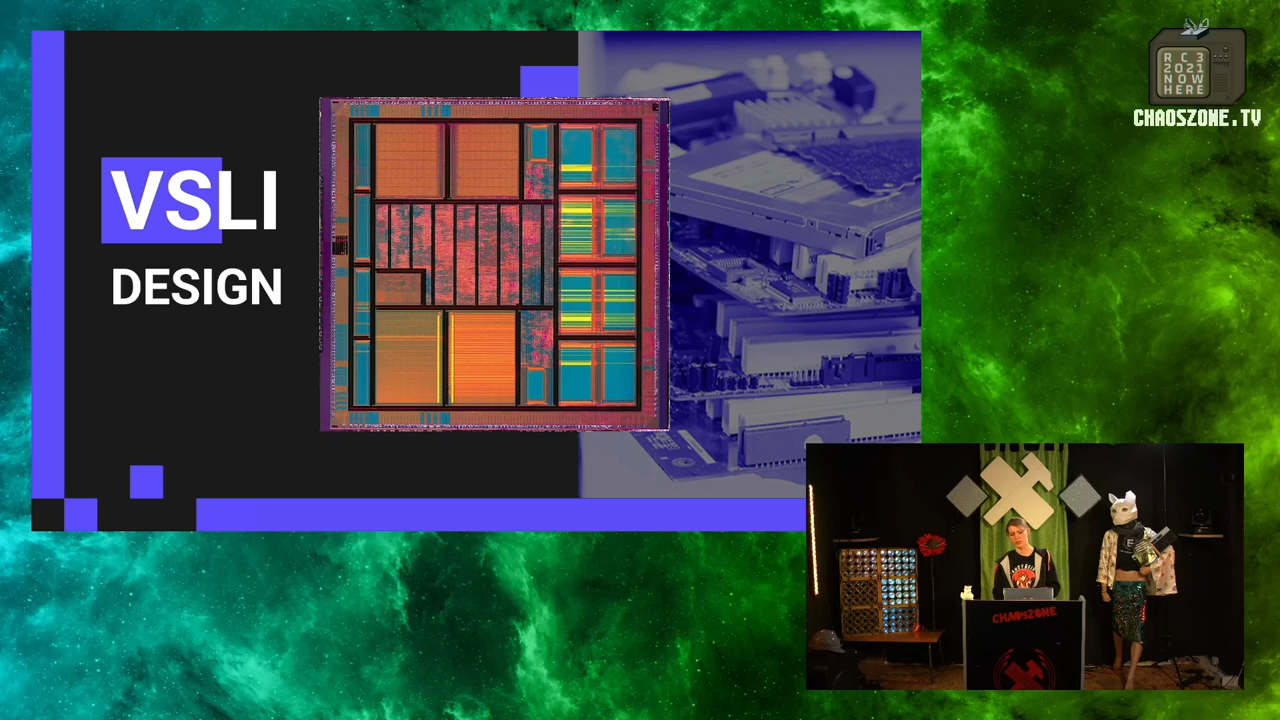 VSLI
DESIGN
RC3
2021
NOW
HERE
CHAOSZONE.TV
CHAOSZONE